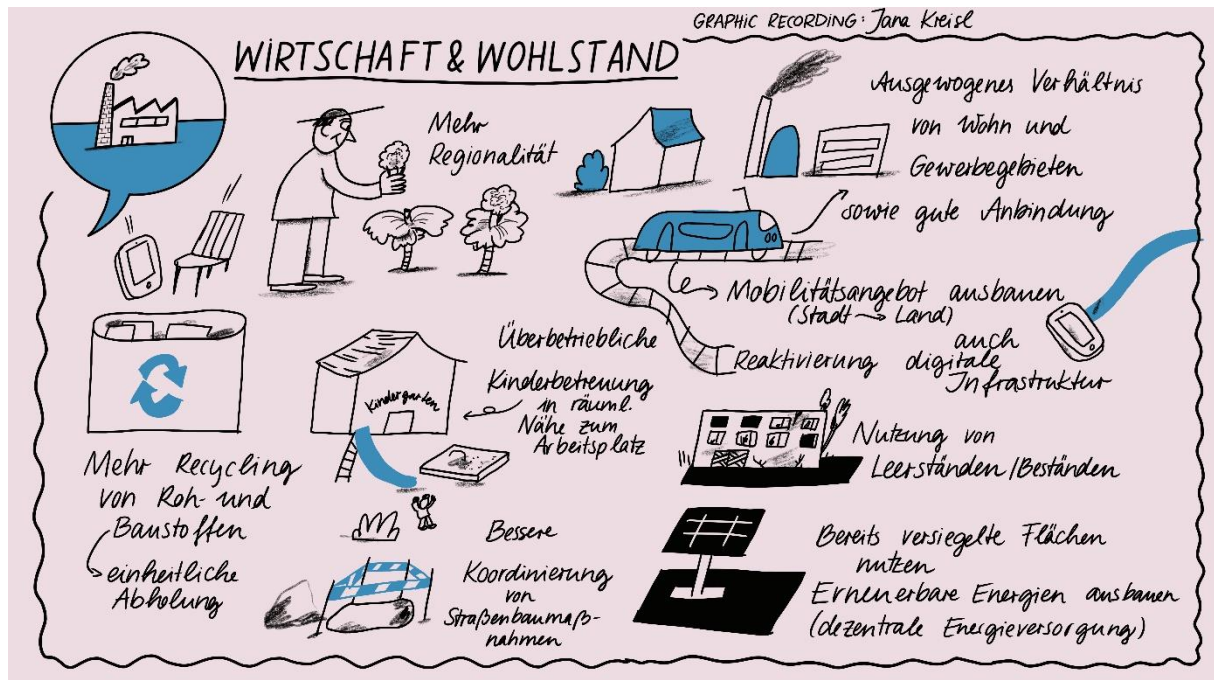 GRAPHIC RECORDING: Jana Kreisl
WIRTSCHAFT & WOHLSTAND
Mehr
Regionalität
Ausgewogenes Verhältnis
von Wohn und
Gewerbegebieten
sowie gute Anbindung
Mobilitätsangebot ausbauen
(Stadt → Land)
Reaktivierung
auch
digitale
Infrastruktur
Überbetriebliche
Kinderbetreuung
in räuml.
Nähe zum
Arbeitsplatz
Kindergarten
Nutzung von
Leerständen/Beständen
Mehr Recycling
von Roh- und
Baustoffen
einheitliche
Abholung
Bessere
Koordinierung
von
Straßenbaumaß-
nahmen
Bereits versiegelte Flächen
nutzen
Erneuerbare Energien ausbauen
(dezentrale Energieversorgung)